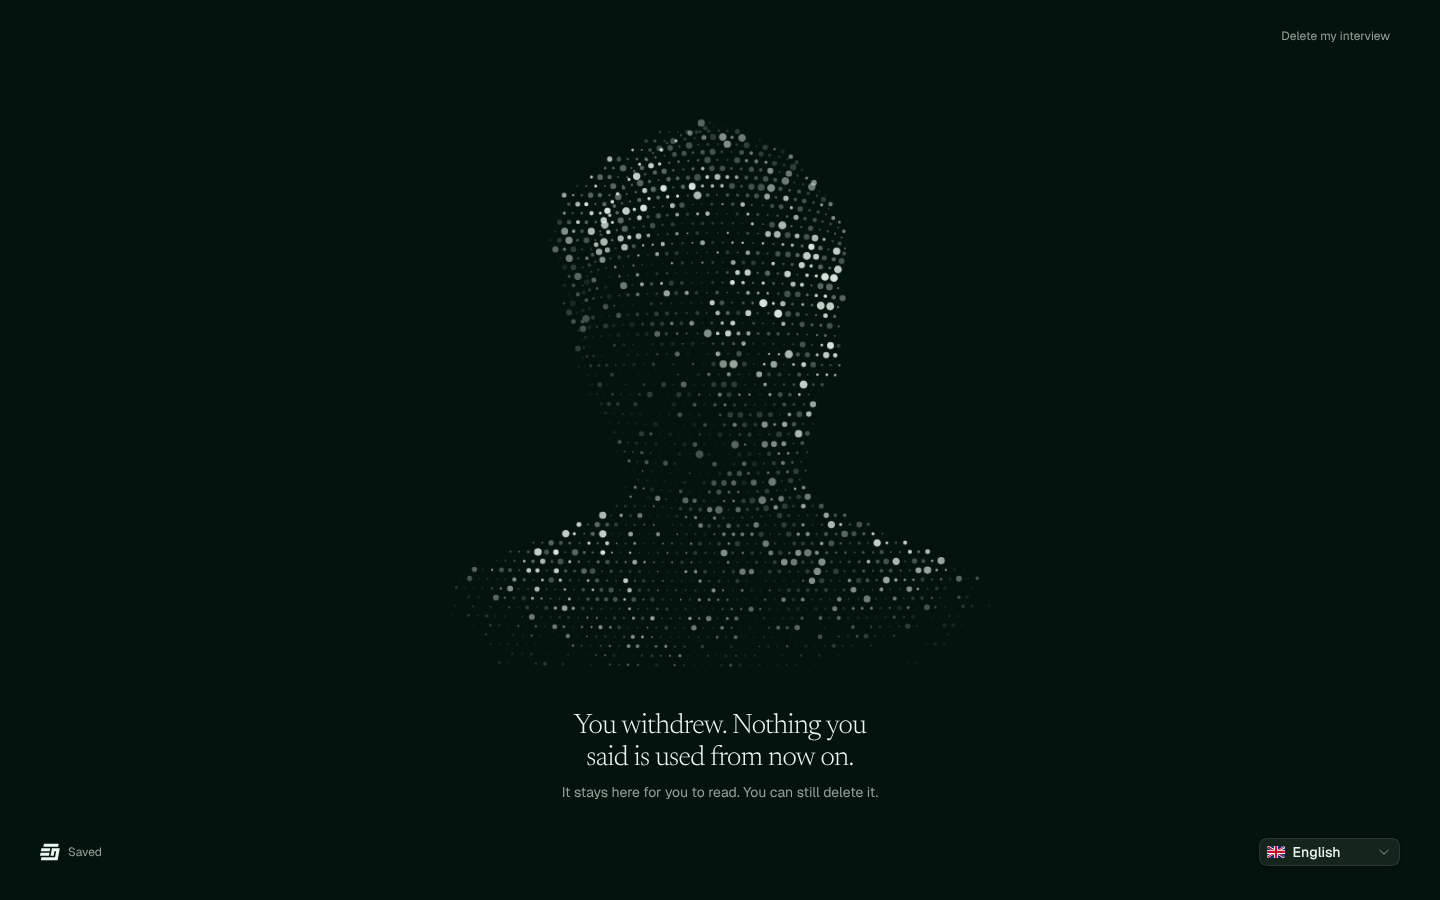 Delete my interview
You withdrew. Nothing you
said is used from now on.
It stays here for you to read. You can still delete it.
Saved
English